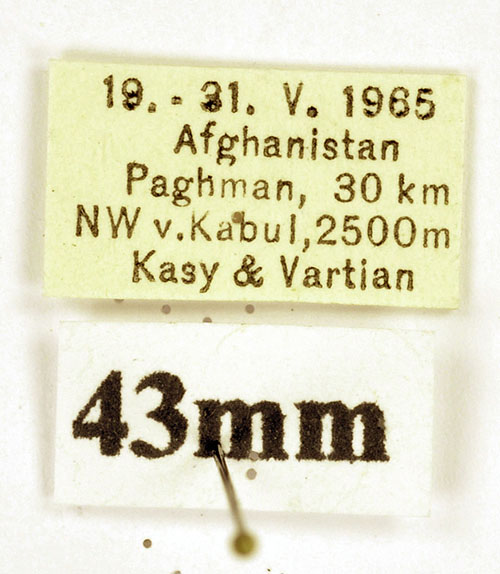 19. - 31. V. 1965
Afghanistan
Paghman, 30 km
NW v. Kabul, 2500m
Kasy & Vartian
43mm